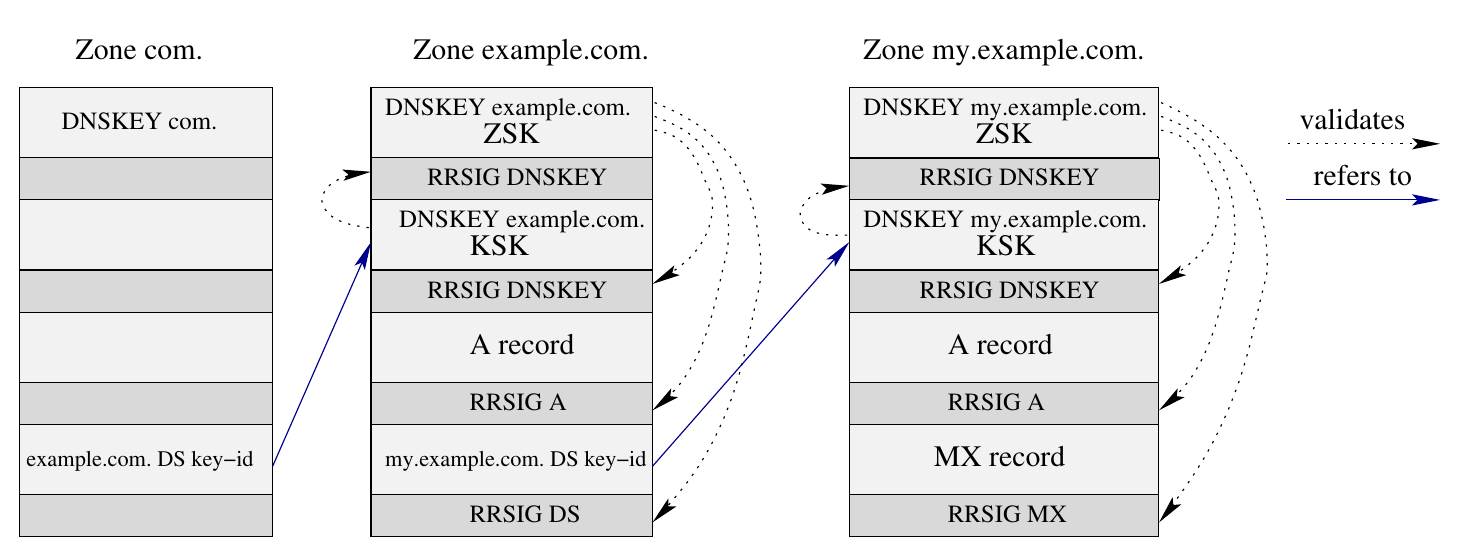 Zone com.
DNSKEY com.
example.com. DS key−id
Zone example.com.
DNSKEY example.com.
ZSK
RRSIG DNSKEY
DNSKEY example.com.
KSK
RRSIG DNSKEY
A record
RRSIG A
my.example.com. DS key−id
RRSIG DS
Zone my.example.com.
DNSKEY my.example.com.
ZSK
RRSIG DNSKEY
DNSKEY my.example.com.
KSK
RRSIG DNSKEY
A record
RRSIG A
MX record
RRSIG MX
validates
refers to